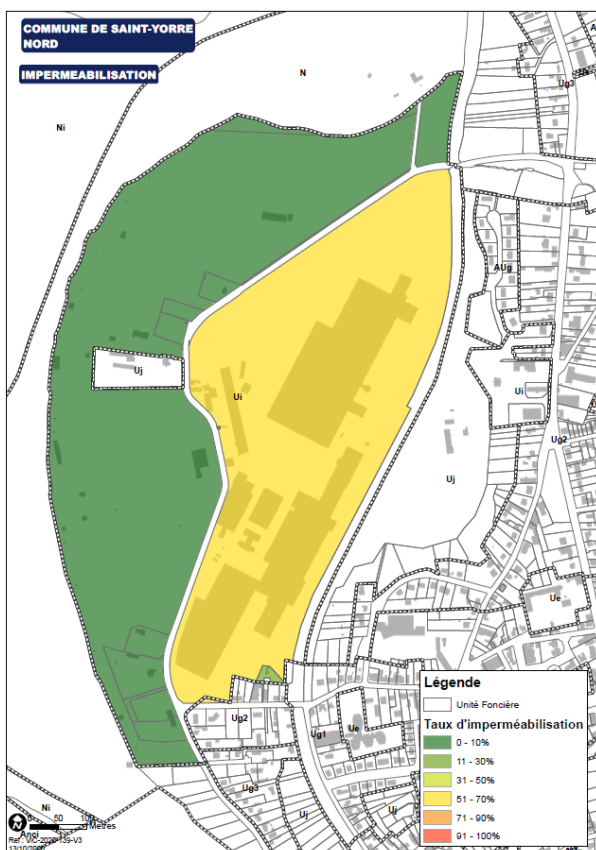 COMMUNE DE SAINT-YORRE
NORD
IMPERMEABILISATION
N
Ni
Ug3
AUg
Uj
Ui
Ui
Ug2
Uj
Ue
Légende
Unité Foncière
Taux d'imperméabilisation
0 - 10%
11 - 30%
31 - 50%
51 - 70%
71 - 90%
91 - 100%
Ug2
Ug1
Ue
Ug3
Uj
Uj
Ni
0 50 100
Mètres